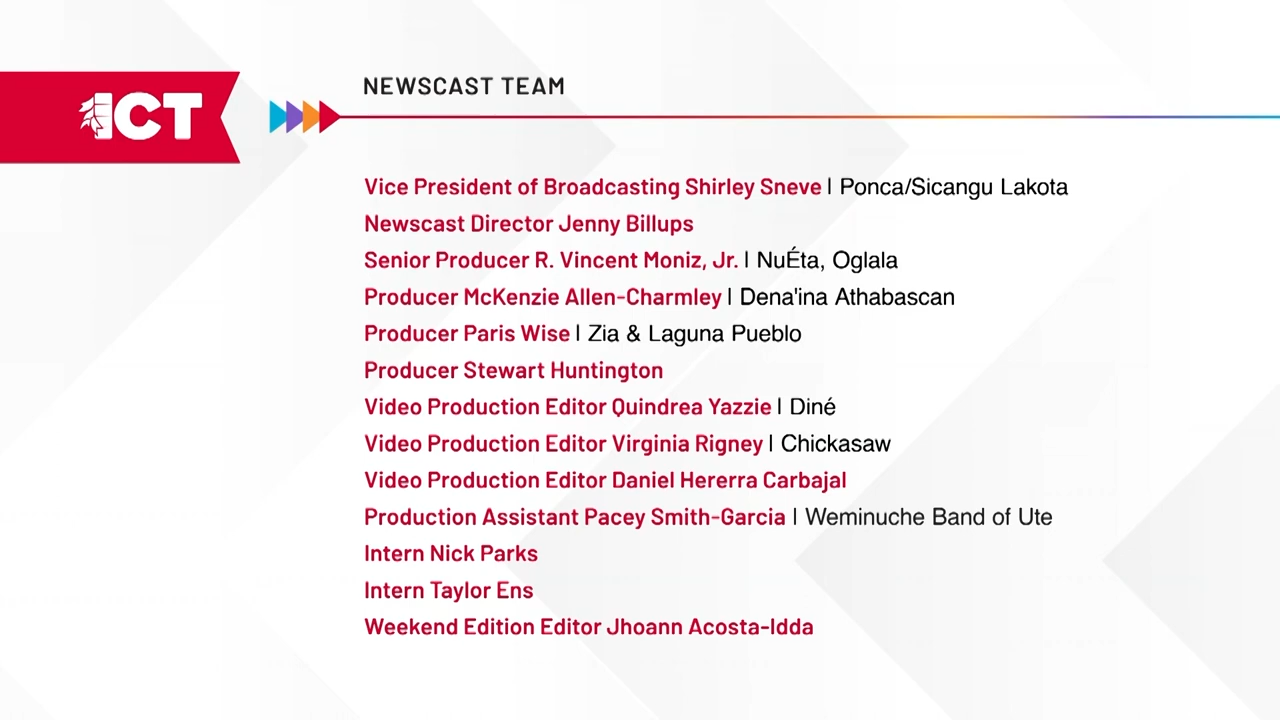 ICT
NEWSCAST TEAM
Vice President of Broadcasting Shirley Sneve | Ponca/Sicangu Lakota
Newscast Director Jenny Billups
Senior Producer R. Vincent Moniz, Jr. | NuÉta, Oglala
Producer McKenzie Allen-Charmley | Dena'ina Athabascan
Producer Paris Wise | Zia & Laguna Pueblo
Producer Stewart Huntington
Video Production Editor Quindrea Yazzie | Diné
Video Production Editor Virginia Rigney | Chickasaw
Video Production Editor Daniel Hererra Carbajal
Production Assistant Pacey Smith-Garcia | Weminuche Band of Ute
Intern Nick Parks
Intern Taylor Ens
Weekend Edition Editor Jhoann Acosta-Idda